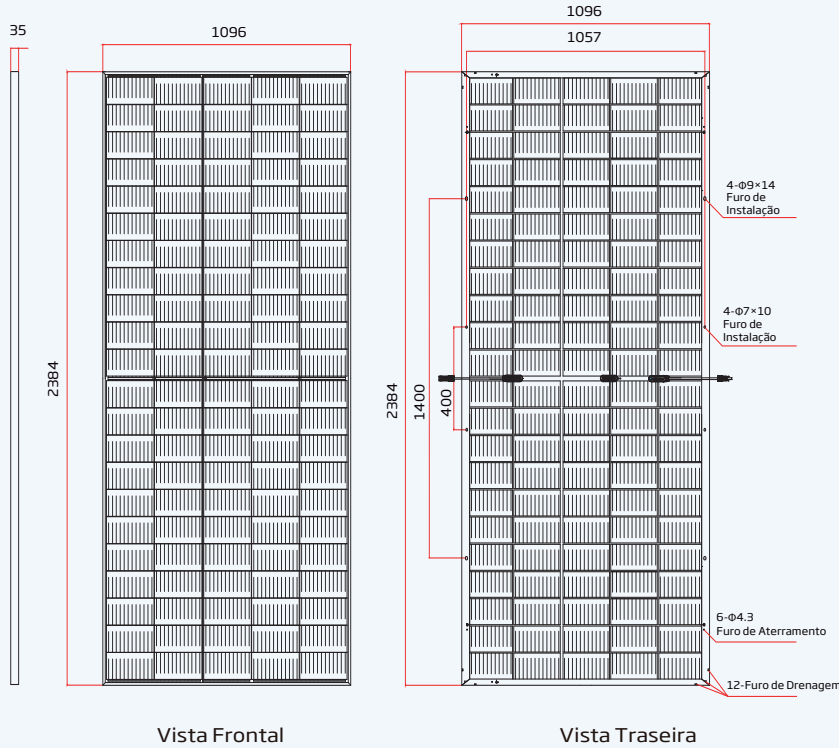 35
1096
2384
Vista Frontal
1096
1057
2384
1400
400
4-Φ9×14
Furo de
Instalação
4-Φ7×10
Furo de
Instalação
6-Φ4.3
Furo de Aterramento
12-Furo de Drenagem
Vista Traseira